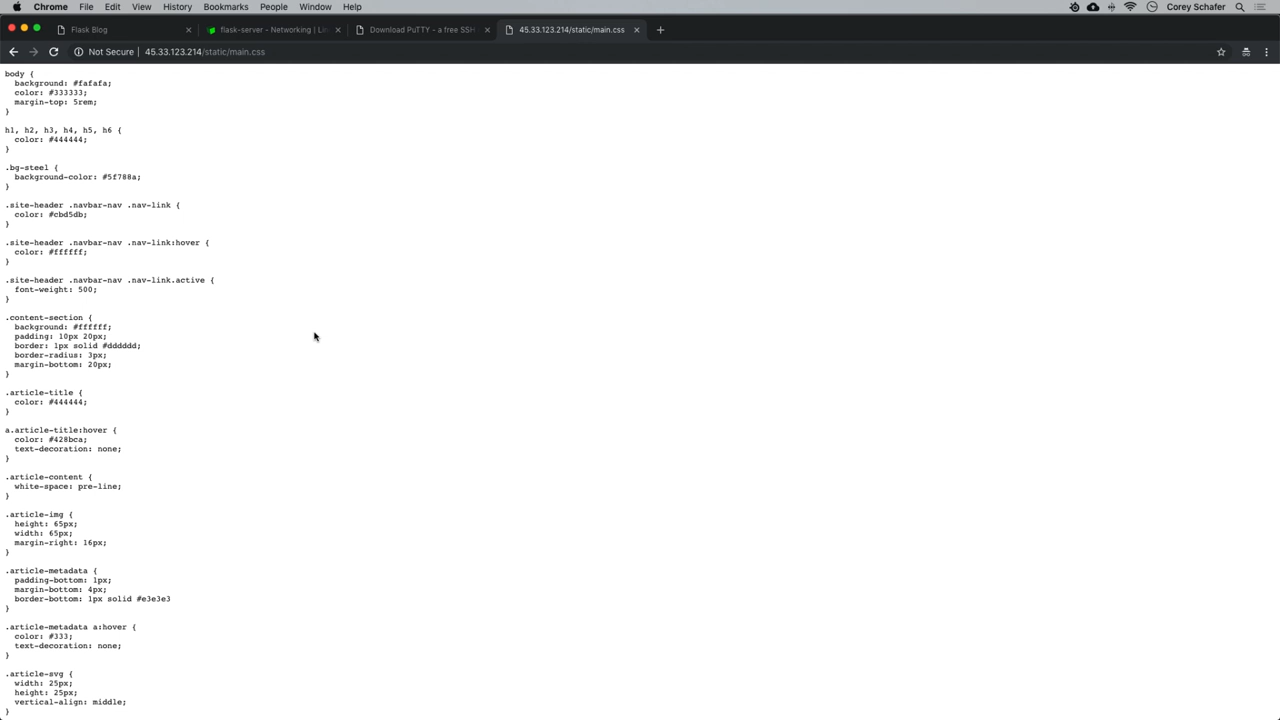 Chrome File Edit View History Bookmarks People Window Help Corey Schafer
Flask Blog flask-server - Networking | Lin Download PuTTY - a free SSH 45.33.123.214/static/main.css
Not Secure 45.33.123.214/static/main.css
body {
background: #fafafa;
color: #333333;
margin-top: 5rem;
}
h1, h2, h3, h4, h5, h6 {
color: #444444;
}
.bg-steel {
background-color: #5f788a;
}
.site-header .navbar-nav .nav-link {
color: #cbd5db;
}
.site-header .navbar-nav .nav-link:hover {
color: #ffffff;
}
.site-header .navbar-nav .nav-link.active {
font-weight: 500;
}
.content-section {
background: #ffffff;
padding: 10px 20px;
border: 1px solid #dddddd;
border-radius: 3px;
margin-bottom: 20px;
}
.article-title {
color: #444444;
}
a.article-title:hover {
color: #428bca;
text-decoration: none;
}
.article-content {
white-space: pre-line;
}
.article-img {
height: 65px;
width: 65px;
margin-right: 16px;
}
.article-metadata {
padding-bottom: 1px;
margin-bottom: 4px;
border-bottom: 1px solid #e3e3e3
}
.article-metadata a:hover {
color: #333;
text-decoration: none;
}
.article-svg {
width: 25px;
height: 25px;
vertical-align: middle;
}